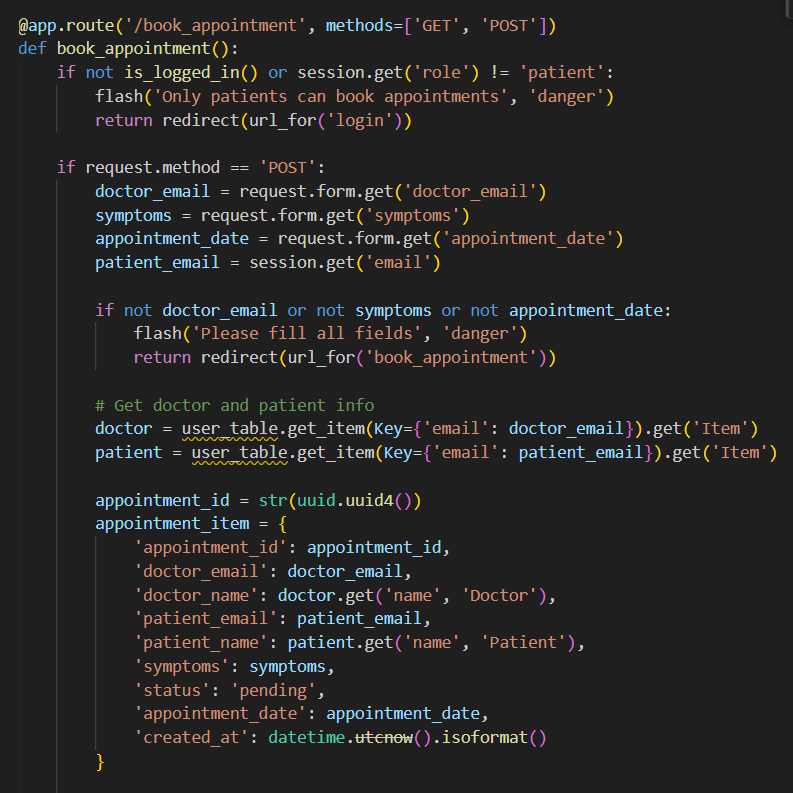 @app.route('/book_appointment', methods=['GET', 'POST'])
def book_appointment():
    if not is_logged_in() or session.get('role') != 'patient':
        flash('Only patients can book appointments', 'danger')
        return redirect(url_for('login'))

    if request.method == 'POST':
        doctor_email = request.form.get('doctor_email')
        symptoms = request.form.get('symptoms')
        appointment_date = request.form.get('appointment_date')
        patient_email = session.get('email')

        if not doctor_email or not symptoms or not appointment_date:
            flash('Please fill all fields', 'danger')
            return redirect(url_for('book_appointment'))

        # Get doctor and patient info
        doctor = user_table.get_item(Key={'email': doctor_email}).get('Item')
        patient = user_table.get_item(Key={'email': patient_email}).get('Item')

        appointment_id = str(uuid.uuid4())
        appointment_item = {
            'appointment_id': appointment_id,
            'doctor_email': doctor_email,
            'doctor_name': doctor.get('name', 'Doctor'),
            'patient_email': patient_email,
            'patient_name': patient.get('name', 'Patient'),
            'symptoms': symptoms,
            'status': 'pending',
            'appointment_date': appointment_date,
            'created_at': datetime.utcnow().isoformat()
        }